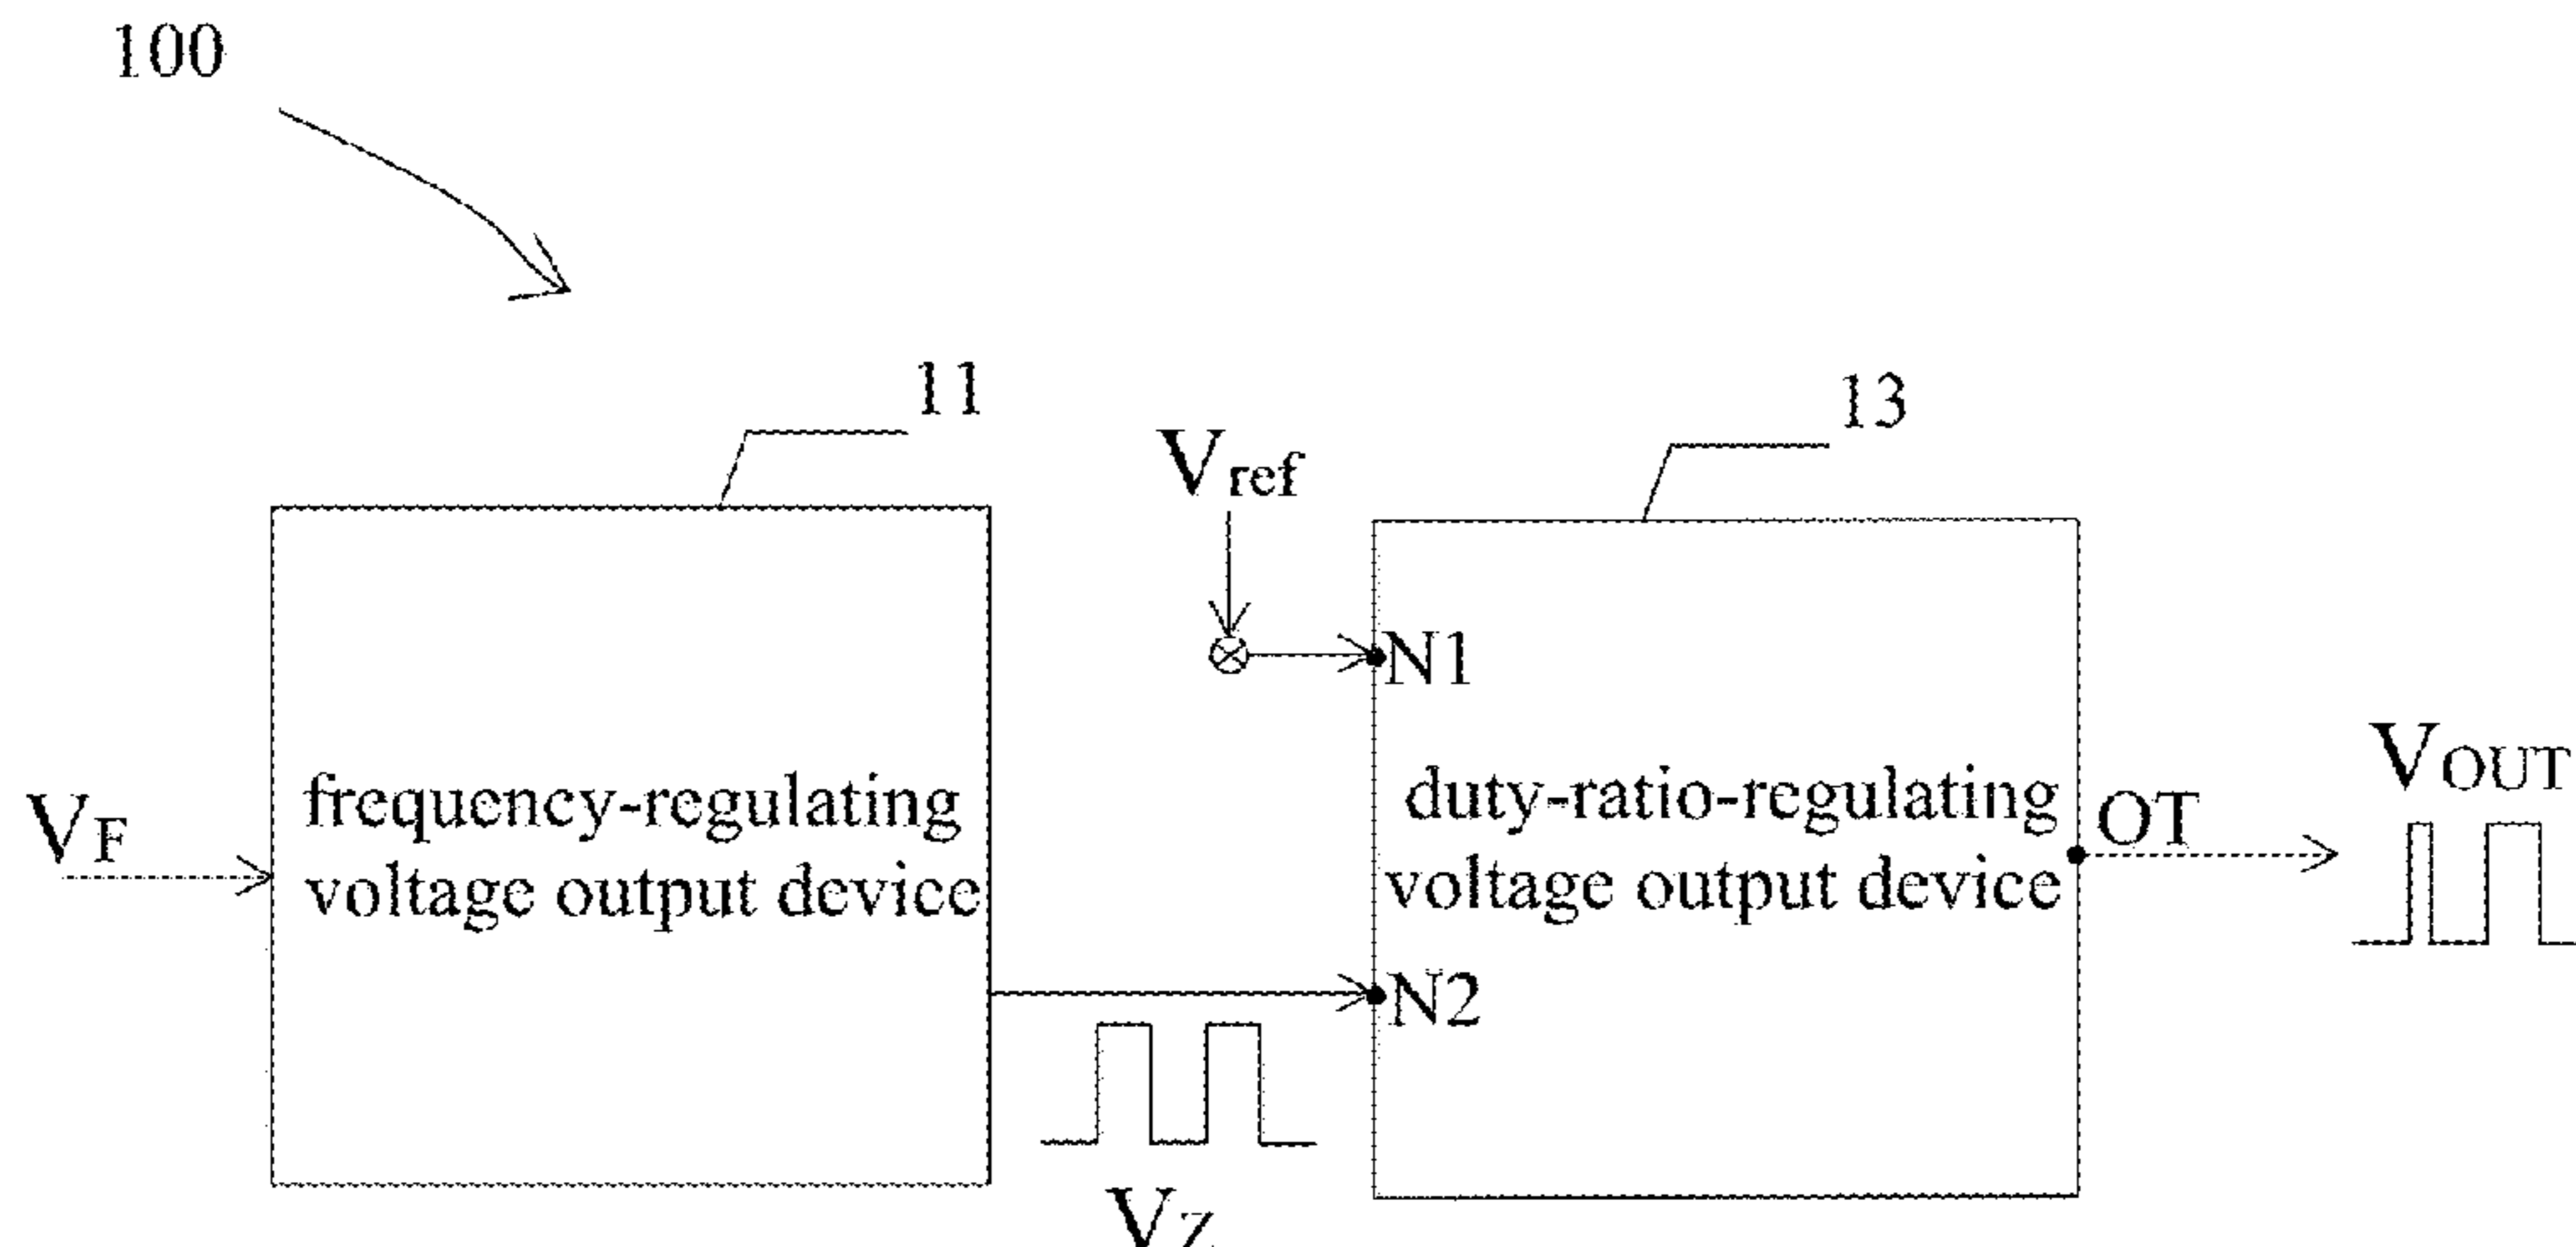 100
11
13
Vref
N1
frequency-regulating
voltage output device
VF
duty-ratio-regulating
voltage output device
OT
VOUT
N2
VZ